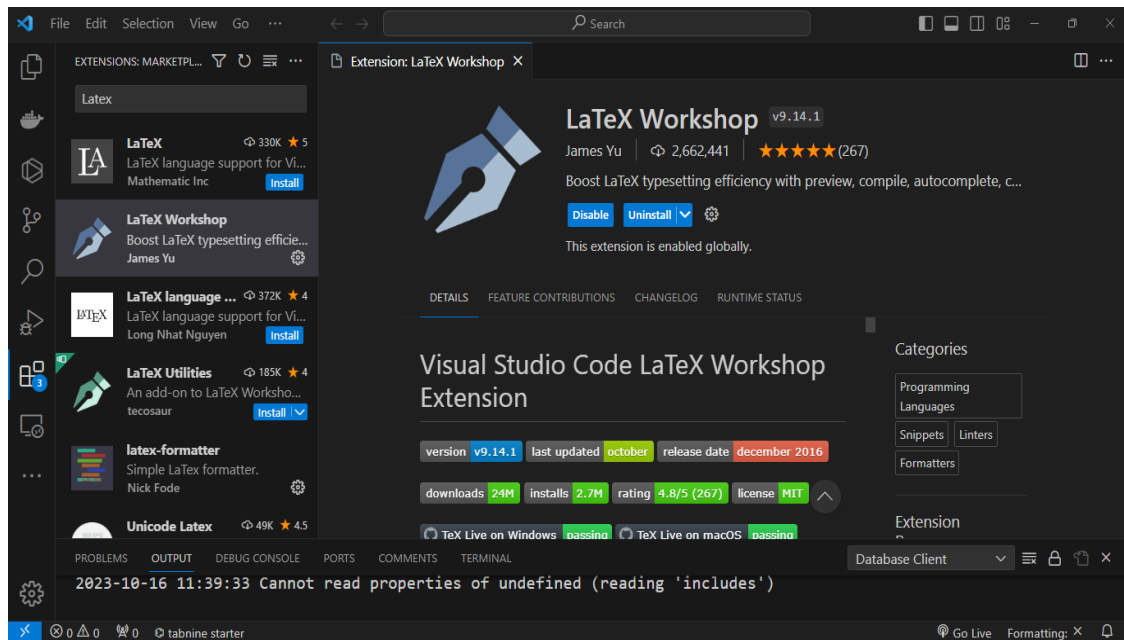 File Edit Selection View Go ··· Search
EXTENSIONS: MARKETPL...
Extension: LaTeX Workshop
Latex
LaTeX 330K ★ 5
LaTeX language support for Vi...
Mathematic Inc Install
LaTeX Workshop
Boost LaTeX typesetting efficie...
James Yu
LaTeX language ... 372K ★ 4
LaTeX language support for Vi...
Long Nhat Nguyen Install
LaTeX Utilities 185K ★ 4
An add-on to LaTeX Worksho...
tecosaur Install
latex-formatter
Simple LaTex formatter.
Nick Fode
Unicode Latex 49K ★ 4.5
LA
LATEX
3
LaTeX Workshop v9.14.1
James Yu 2,662,441 ★★★★★(267)
Boost LaTeX typesetting efficiency with preview, compile, autocomplete, c...
Disable Uninstall
This extension is enabled globally.
DETAILS FEATURE CONTRIBUTIONS CHANGELOG RUNTIME STATUS
Visual Studio Code LaTeX Workshop
Extension
version v9.14.1 last updated october release date december 2016
downloads 24M installs 2.7M rating 4.8/5 (267) license MIT
TeX Live on Windows passing TeX Live on macOS passing
Categories
Programming
Languages
Snippets Linters
Formatters
Extension
PROBLEMS OUTPUT DEBUG CONSOLE PORTS COMMENTS TERMINAL Database Client
2023-10-16 11:39:33 Cannot read properties of undefined (reading 'includes')
0 0 0 tabnine starter Go Live Formatting: ×